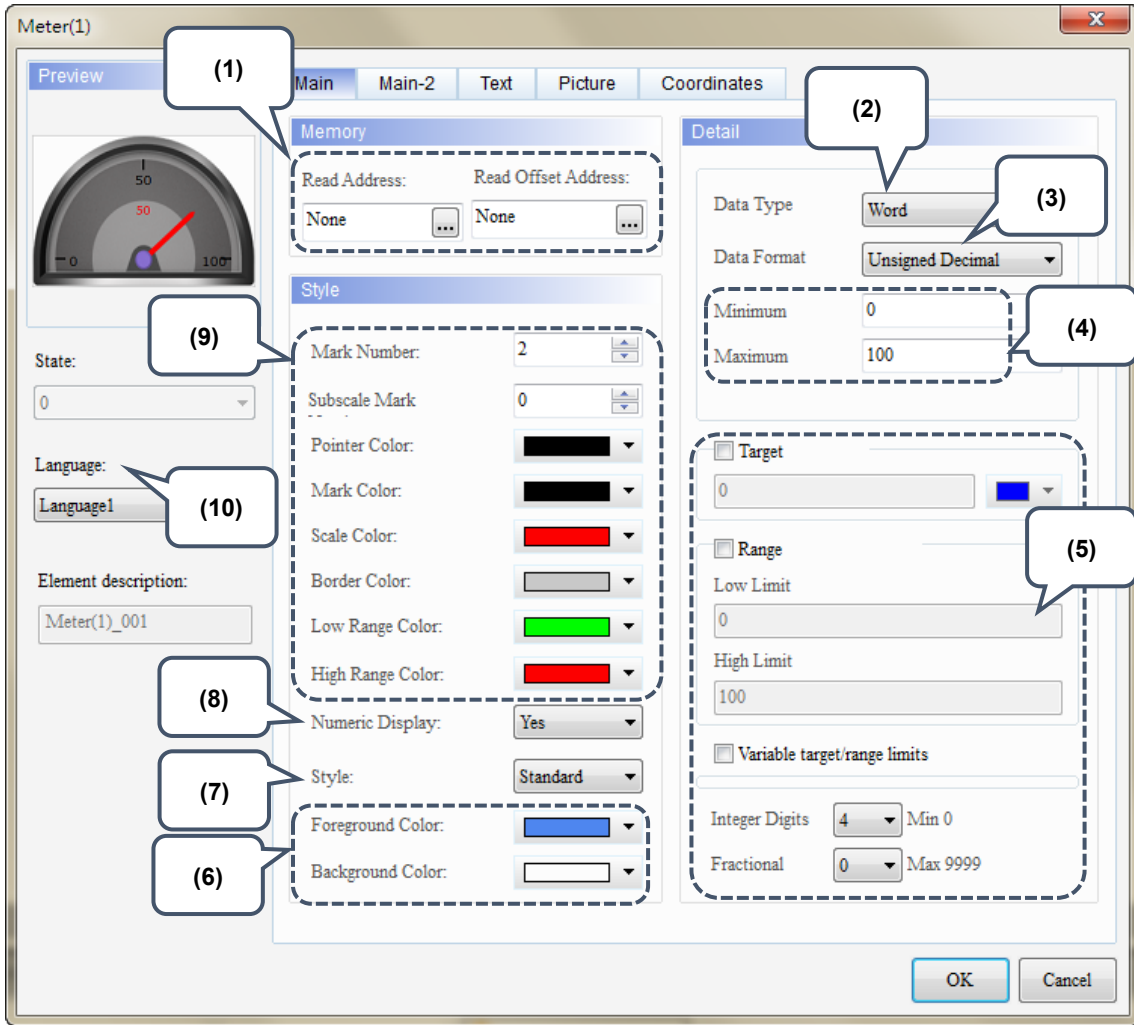 Meter(1)
Preview
(1)
Main
Main-2
Text
Picture
Coordinates
50
50
0
100
State:
0
Language:
Language1
(10)
Element description:
Meter(1)_001
Memory
Read Address:
Read Offset Address:
None
...
None
...
Style
(9)
Mark Number:
2
Subscale Mark
0
Pointer Color:
Mark Color:
Scale Color:
Border Color:
Low Range Color:
High Range Color:
(8)
Numeric Display:
Yes
(7)
Style:
Standard
(6)
Foreground Color:
Background Color:
Detail
(2)
Data Type
Word
(3)
Data Format
Unsigned Decimal
Minimum
0
(4)
Maximum
100
Target
0
Range
(5)
Low Limit
0
High Limit
100
Variable target/range limits
Integer Digits
4
Min 0
Fractional
0
Max 9999
OK
Cancel